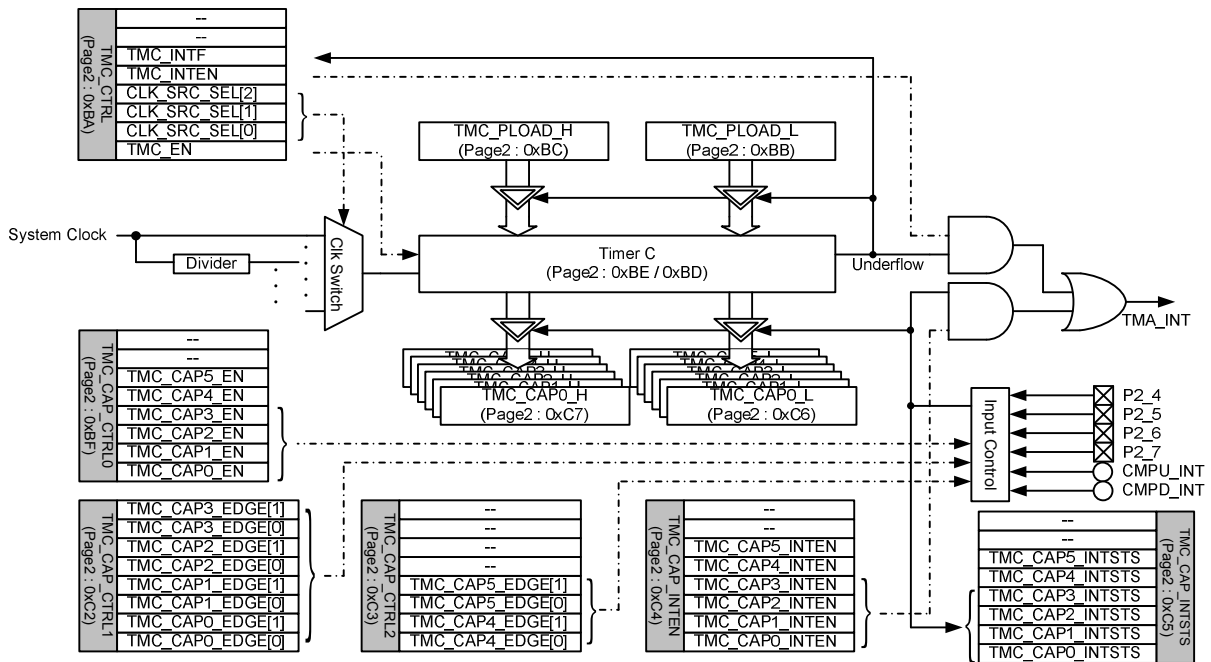 TMC_CTRL
(Page2 : 0xBA)
--
--
TMC_INTF
TMC_INTEN
CLK_SRC_SEL[2]
CLK_SRC_SEL[1]
CLK_SRC_SEL[0]
TMC_EN
TMC_PLOAD_H
(Page2 : 0xBC)
TMC_PLOAD_L
(Page2 : 0xBB)
System Clock
Divider
Clk Switch
Timer C
(Page2 : 0xBE / 0xBD)
Underflow
TMA_INT
TMC_CAP0_H
(Page2 : 0xC7)
TMC_CAP0_L
(Page2 : 0xC6)
TMC_CAP_CTRL0
(Page2 : 0xBF)
--
--
TMC_CAP5_EN
TMC_CAP4_EN
TMC_CAP3_EN
TMC_CAP2_EN
TMC_CAP1_EN
TMC_CAP0_EN
Input Control
P2_4
P2_5
P2_6
P2_7
CMPU_INT
CMPD_INT
TMC_CAP_CTRL1
(Page2 : 0xC2)
TMC_CAP3_EDGE[1]
TMC_CAP3_EDGE[0]
TMC_CAP2_EDGE[1]
TMC_CAP2_EDGE[0]
TMC_CAP1_EDGE[1]
TMC_CAP1_EDGE[0]
TMC_CAP0_EDGE[1]
TMC_CAP0_EDGE[0]
TMC_CAP_CTRL2
(Page2 : 0xC3)
--
--
--
--
TMC_CAP5_EDGE[1]
TMC_CAP5_EDGE[0]
TMC_CAP4_EDGE[1]
TMC_CAP4_EDGE[0]
TMC_CAP_INTEN
(Page2 : 0xC4)
--
--
TMC_CAP5_INTEN
TMC_CAP4_INTEN
TMC_CAP3_INTEN
TMC_CAP2_INTEN
TMC_CAP1_INTEN
TMC_CAP0_INTEN
--
--
TMC_CAP5_INTSTS
TMC_CAP4_INTSTS
TMC_CAP3_INTSTS
TMC_CAP2_INTSTS
TMC_CAP1_INTSTS
TMC_CAP0_INTSTS
TMC_CAP_INTSTS
(Page2 : 0xC5)